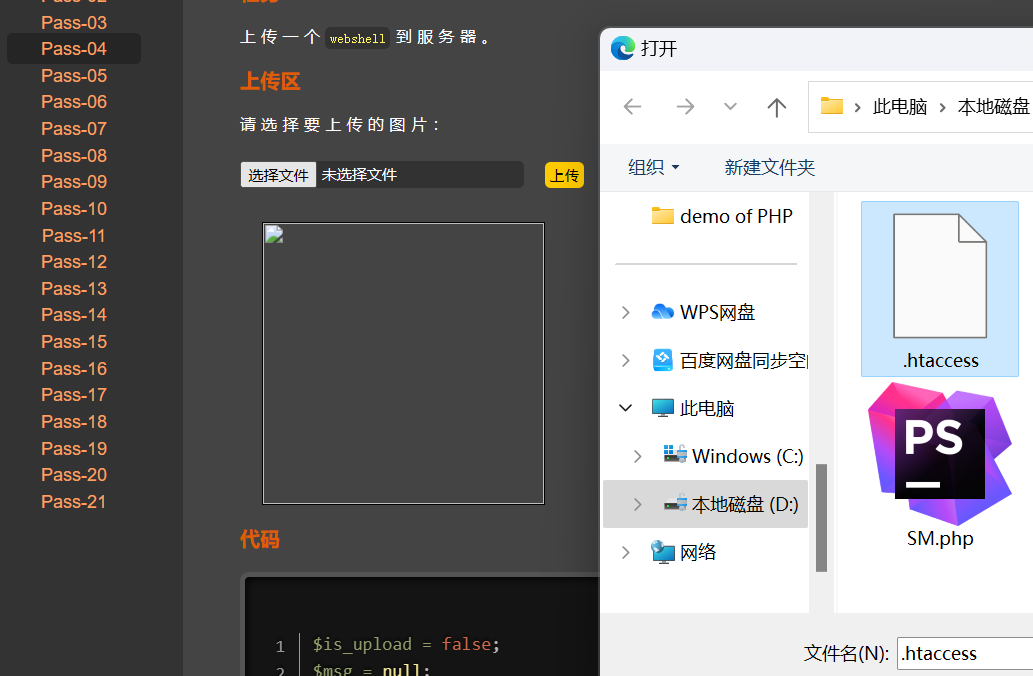 Pass-03
Pass-04
Pass-05
Pass-06
Pass-07
Pass-08
Pass-09
Pass-10
Pass-11
Pass-12
Pass-13
Pass-14
Pass-15
Pass-16
Pass-17
Pass-18
Pass-19
Pass-20
Pass-21
上传一个 webshell 到服务器。
上传区
请选择要上传的图片：
选择文件 未选择文件 上传
代码
1 $is_upload = false;
2 $msg = null;
打开
此电脑 本地磁盘
组织 新建文件夹
demo of PHP
WPS网盘
百度网盘同步空
此电脑
Windows (C:)
本地磁盘 (D:)
网络
.htaccess
PS
SM.php
文件名(N): .htaccess